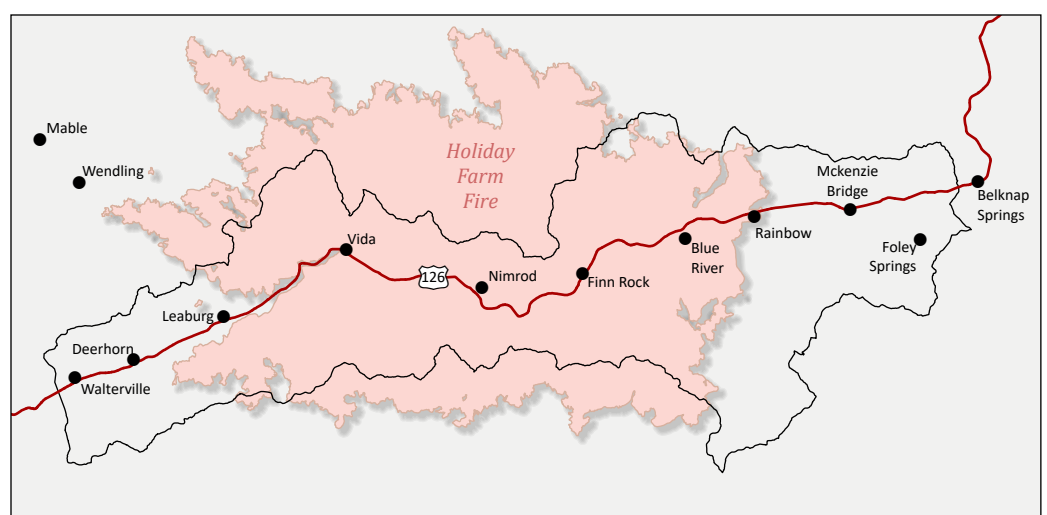 Mable
Wendling
Holiday
Farm
Fire
Mckenzie
Bridge
Belknap
Springs
Rainbow
Foley
Springs
Blue
River
Vida
126
Nimrod
Finn Rock
Leaburg
Deerhorn
Walterville